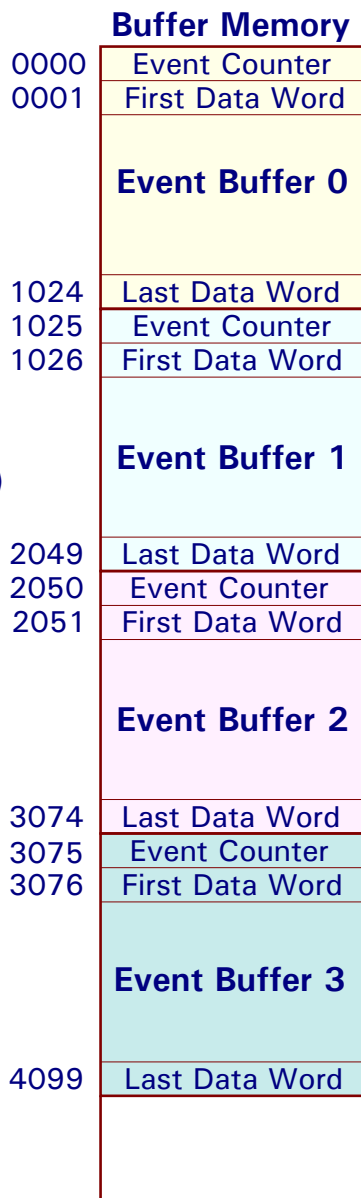 Buffer Memory
0000 Event Counter
0001 First Data Word
Event Buffer 0
1024 Last Data Word
1025 Event Counter
1026 First Data Word
Event Buffer 1
)
2049 Last Data Word
2050 Event Counter
2051 First Data Word
Event Buffer 2
3074 Last Data Word
3075 Event Counter
3076 First Data Word
Event Buffer 3
4099 Last Data Word